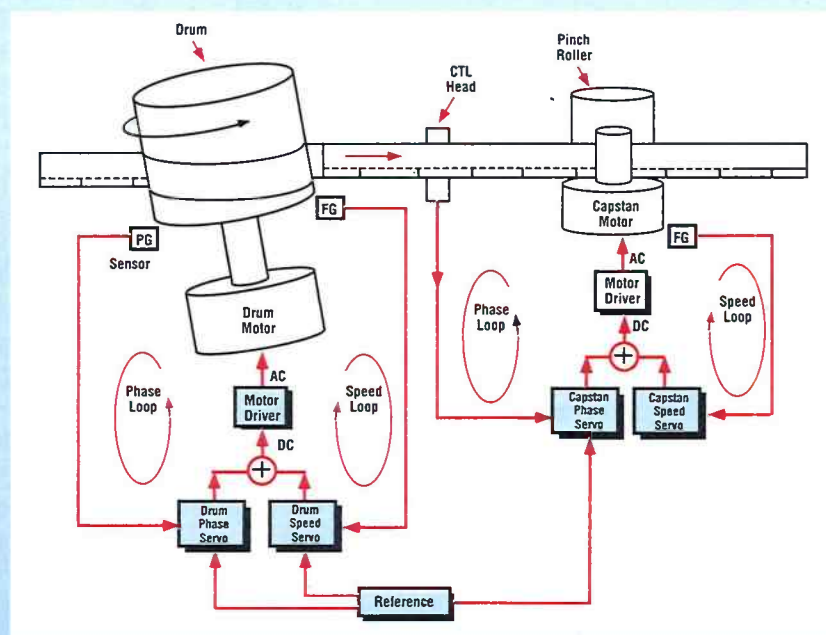 Drum
Pinch
Roller
CTL
Head
FG
PG
Sensor
Capstan
Motor
FG
AC
Motor
Driver
DC
Phase
Loop
Speed
Loop
Drum
Motor
AC
Motor
Driver
DC
Phase
Loop
Speed
Loop
Capstan
Phase
Servo
Capstan
Speed
Servo
Drum
Phase
Servo
Drum
Speed
Servo
Reference